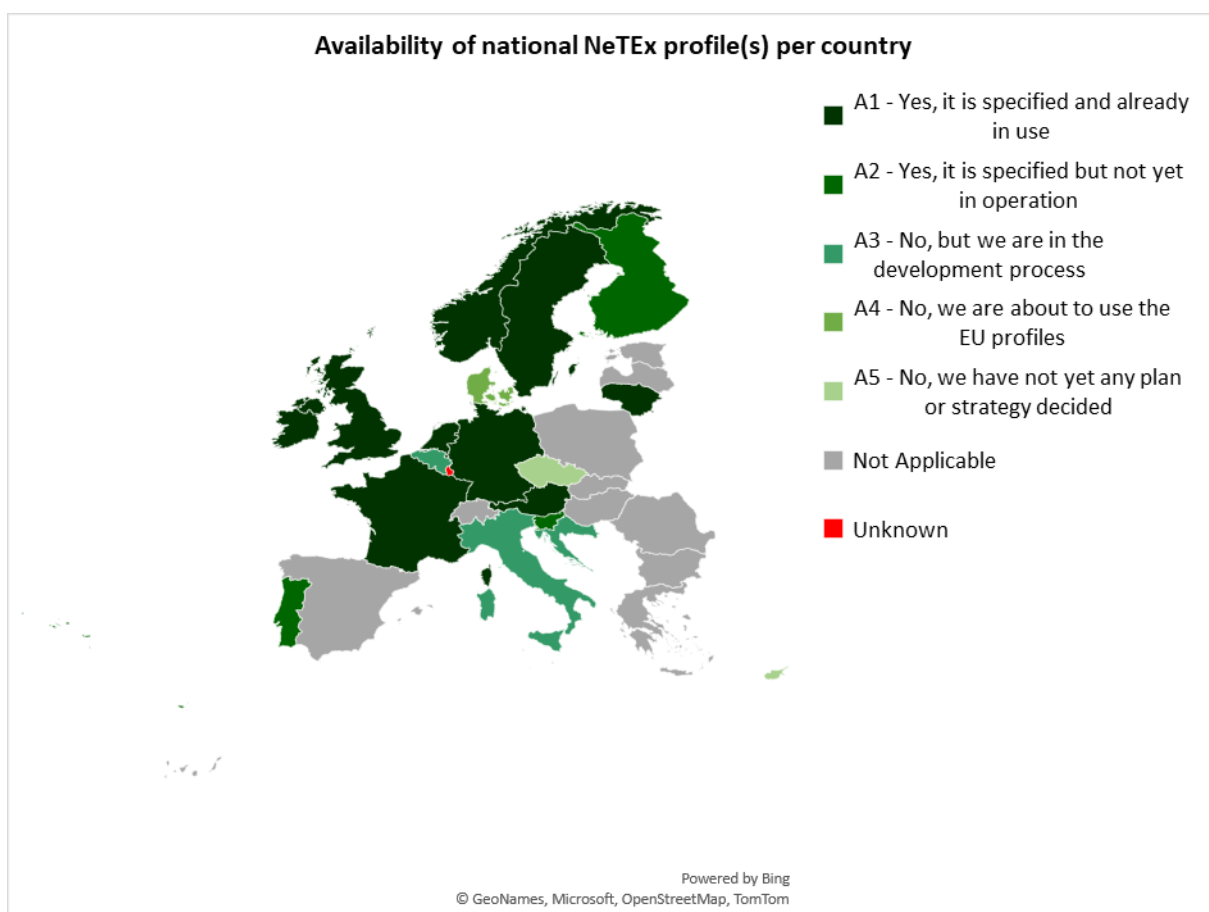 Availability of national NeTEx profile(s) per country
A1 - Yes, it is specified and already
in use
A2 - Yes, it is specified but not yet
in operation
A3 - No, but we are in the
development process
A4 - No, we are about to use the
EU profiles
A5 - No, we have not yet any plan
or strategy decided
Not Applicable
Unknown
Powered by Bing
© GeoNames, Microsoft, OpenStreetMap, TomTom